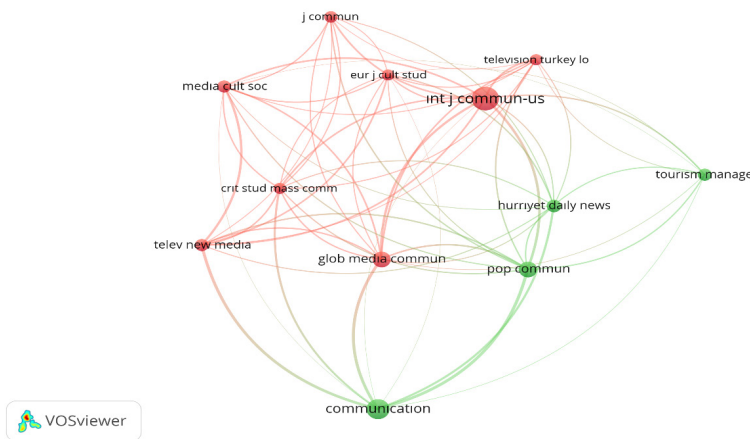 j commun
television turkey lo
eur j cult stud
media cult soc
int j commun-us
tourism manage
crit stud mass comm
hurriyet daily news
telev new media
glob media commun
pop commun
communication
VOSviewer